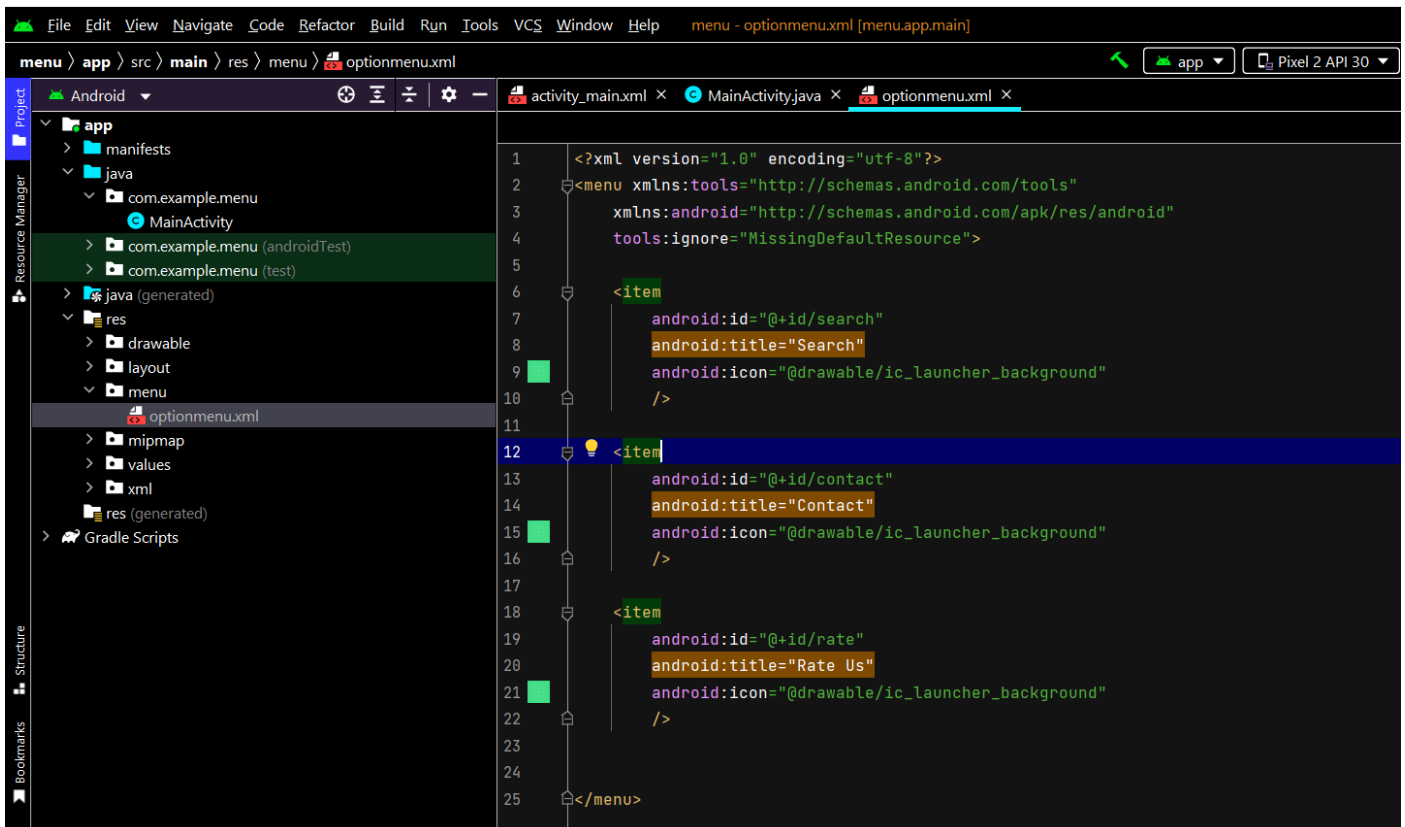 File Edit View Navigate Code Refactor Build Run Tools VCS Window Help menu - optionmenu.xml [menu.app.main]
menu 〉 app 〉 src 〉 main 〉 res 〉 menu 〉 optionmenu.xml
app
Pixel 2 API 30
Project
Resource Manager
Structure
Bookmarks
Android
app
manifests
java
com.example.menu
MainActivity
com.example.menu (androidTest)
com.example.menu (test)
java (generated)
res
drawable
layout
menu
optionmenu.xml
mipmap
values
xml
res (generated)
Gradle Scripts
activity_main.xml × MainActivity.java × optionmenu.xml ×
1 <?xml version="1.0" encoding="utf-8"?>
2 <menu xmlns:tools="http://schemas.android.com/tools"
3 xmlns:android="http://schemas.android.com/apk/res/android"
4 tools:ignore="MissingDefaultResource">
5
6 <item
7 android:id="@+id/search"
8 android:title="Search"
9 android:icon="@drawable/ic_launcher_background"
10 />
11
12 <item
13 android:id="@+id/contact"
14 android:title="Contact"
15 android:icon="@drawable/ic_launcher_background"
16 />
17
18 <item
19 android:id="@+id/rate"
20 android:title="Rate Us"
21 android:icon="@drawable/ic_launcher_background"
22 />
23
24
25 </menu>